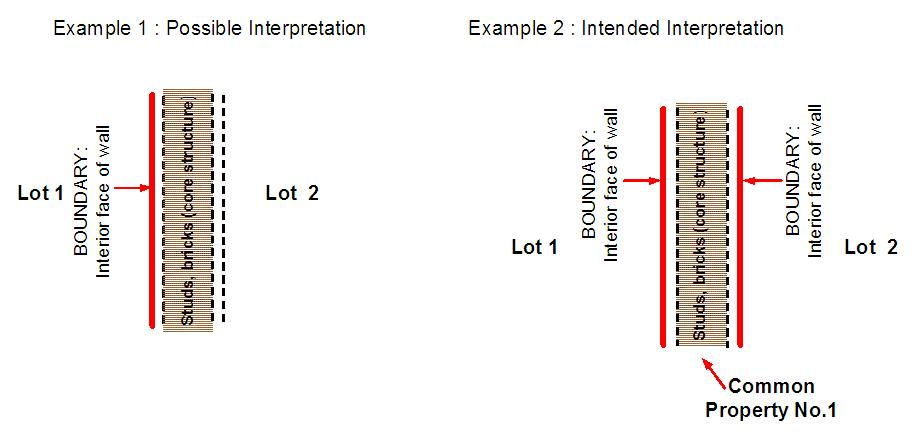 Example 1 : Possible Interpretation
Lot 1
BOUNDARY:
Interior face of wall
Studs, bricks (core structure)
Lot 2
Example 2 : Intended Interpretation
Lot 1
BOUNDARY:
Interior face of wall
Studs, bricks (core structure)
BOUNDARY:
Interior face of wall
Lot 2
Common
Property No.1